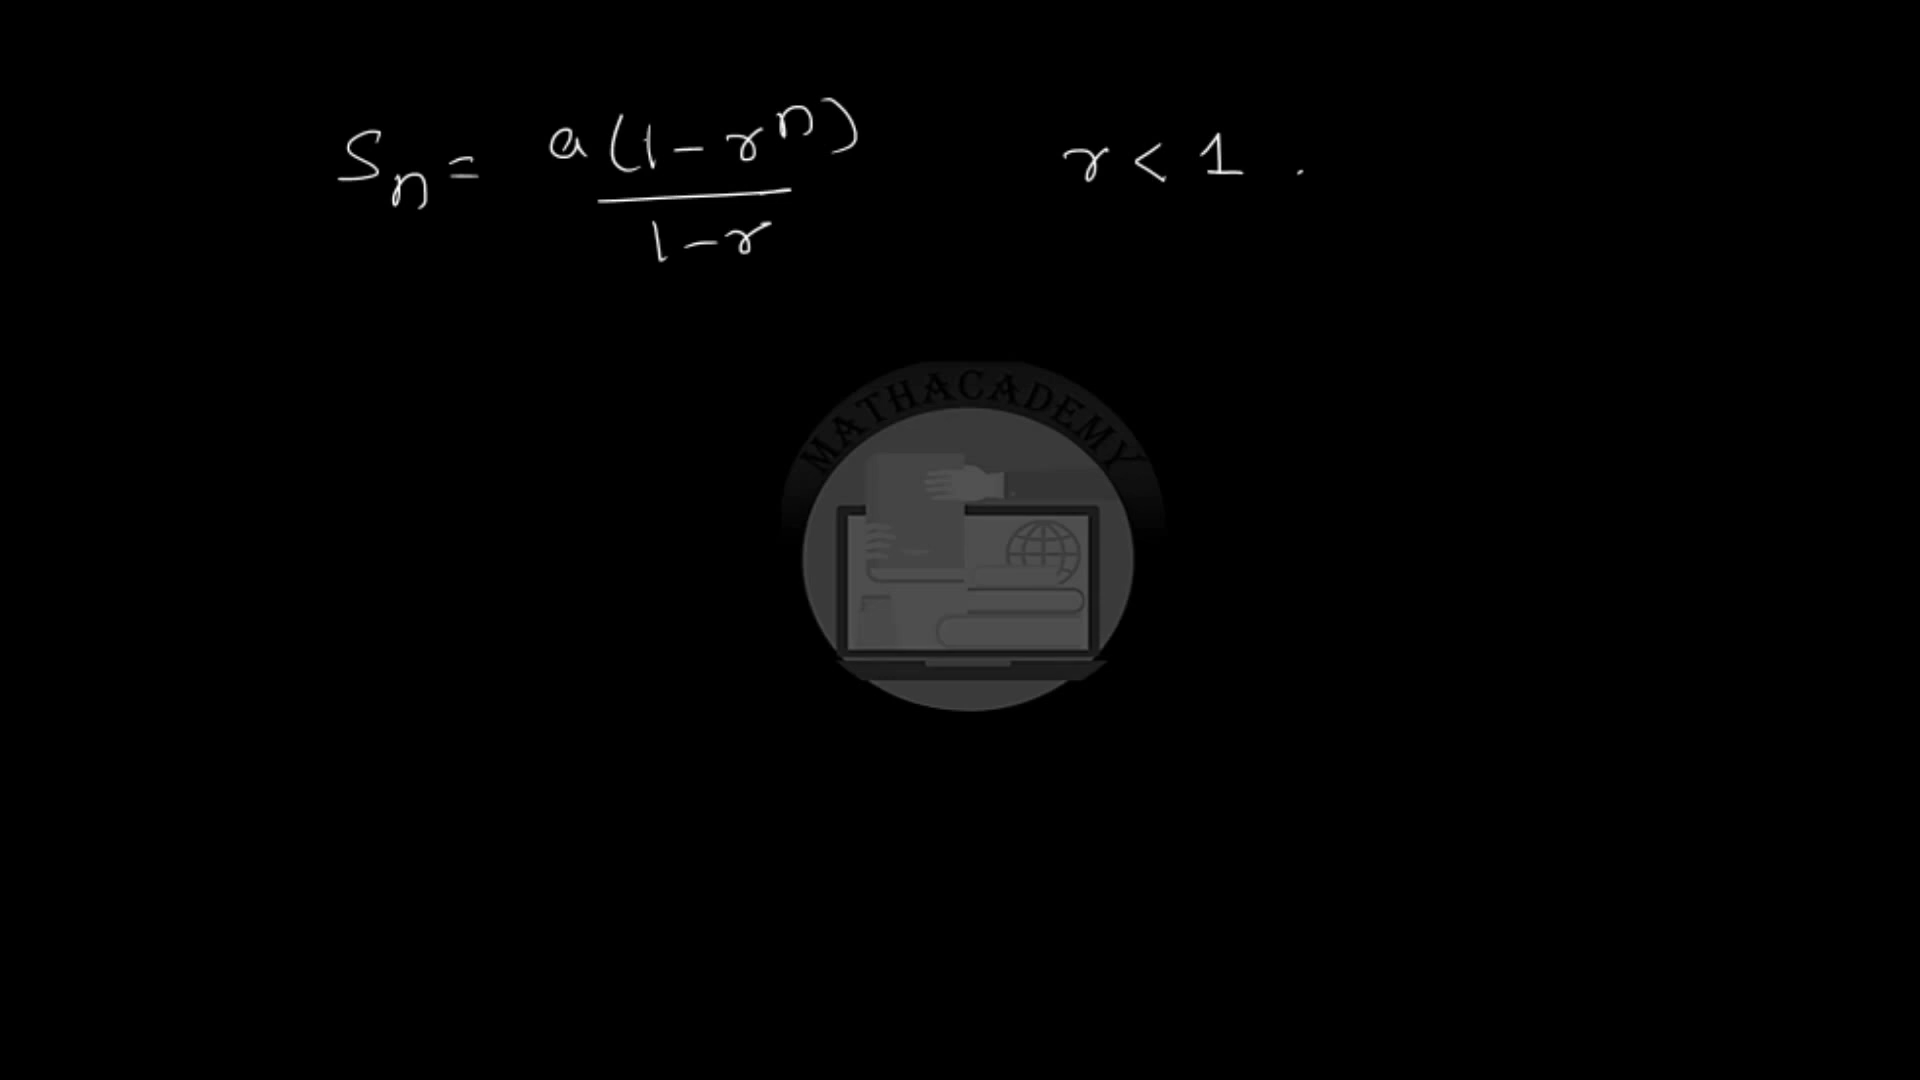 Sn = a(1-r^n)/1-r r < 1 .
MATHACADEMY